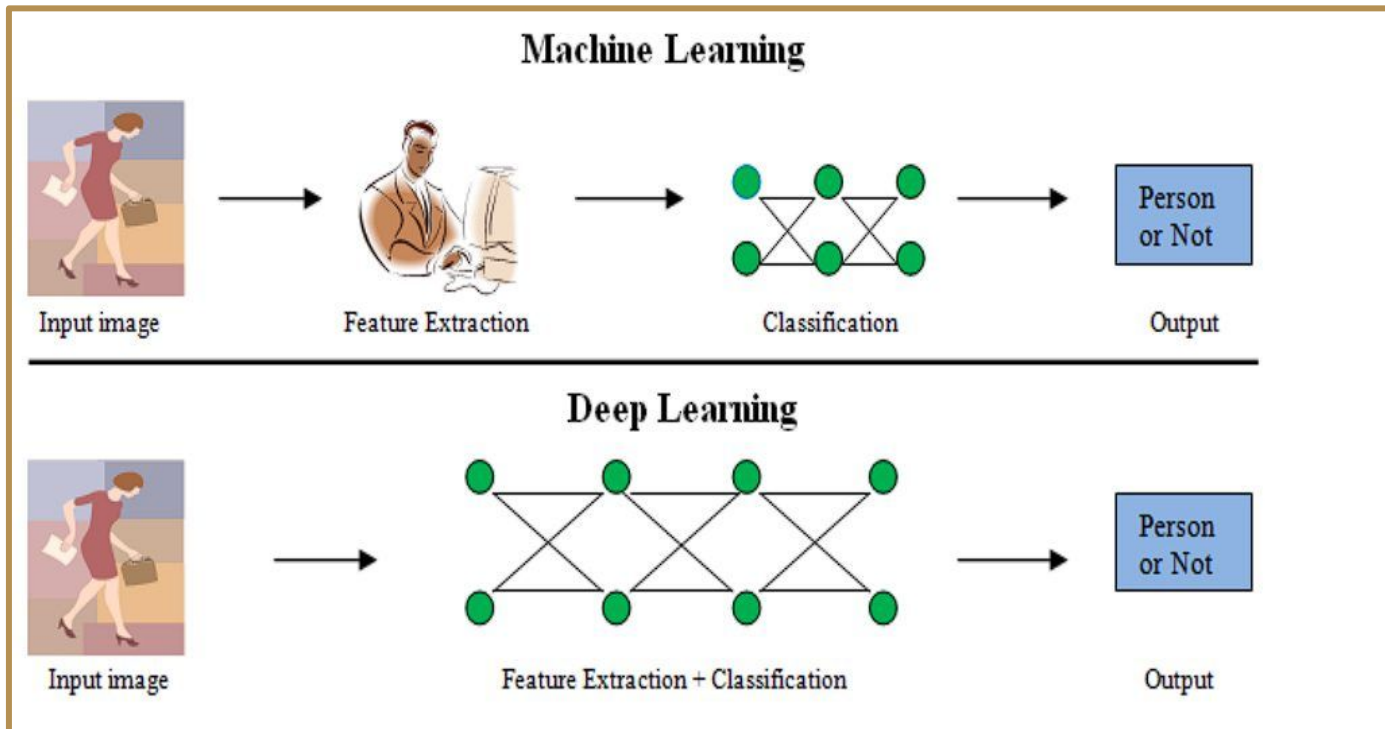 Machine Learning
Person
or Not
Input image
Feature Extraction
Classification
Output
Deep Learning
Person
or Not
Input image
Feature Extraction + Classification
Output